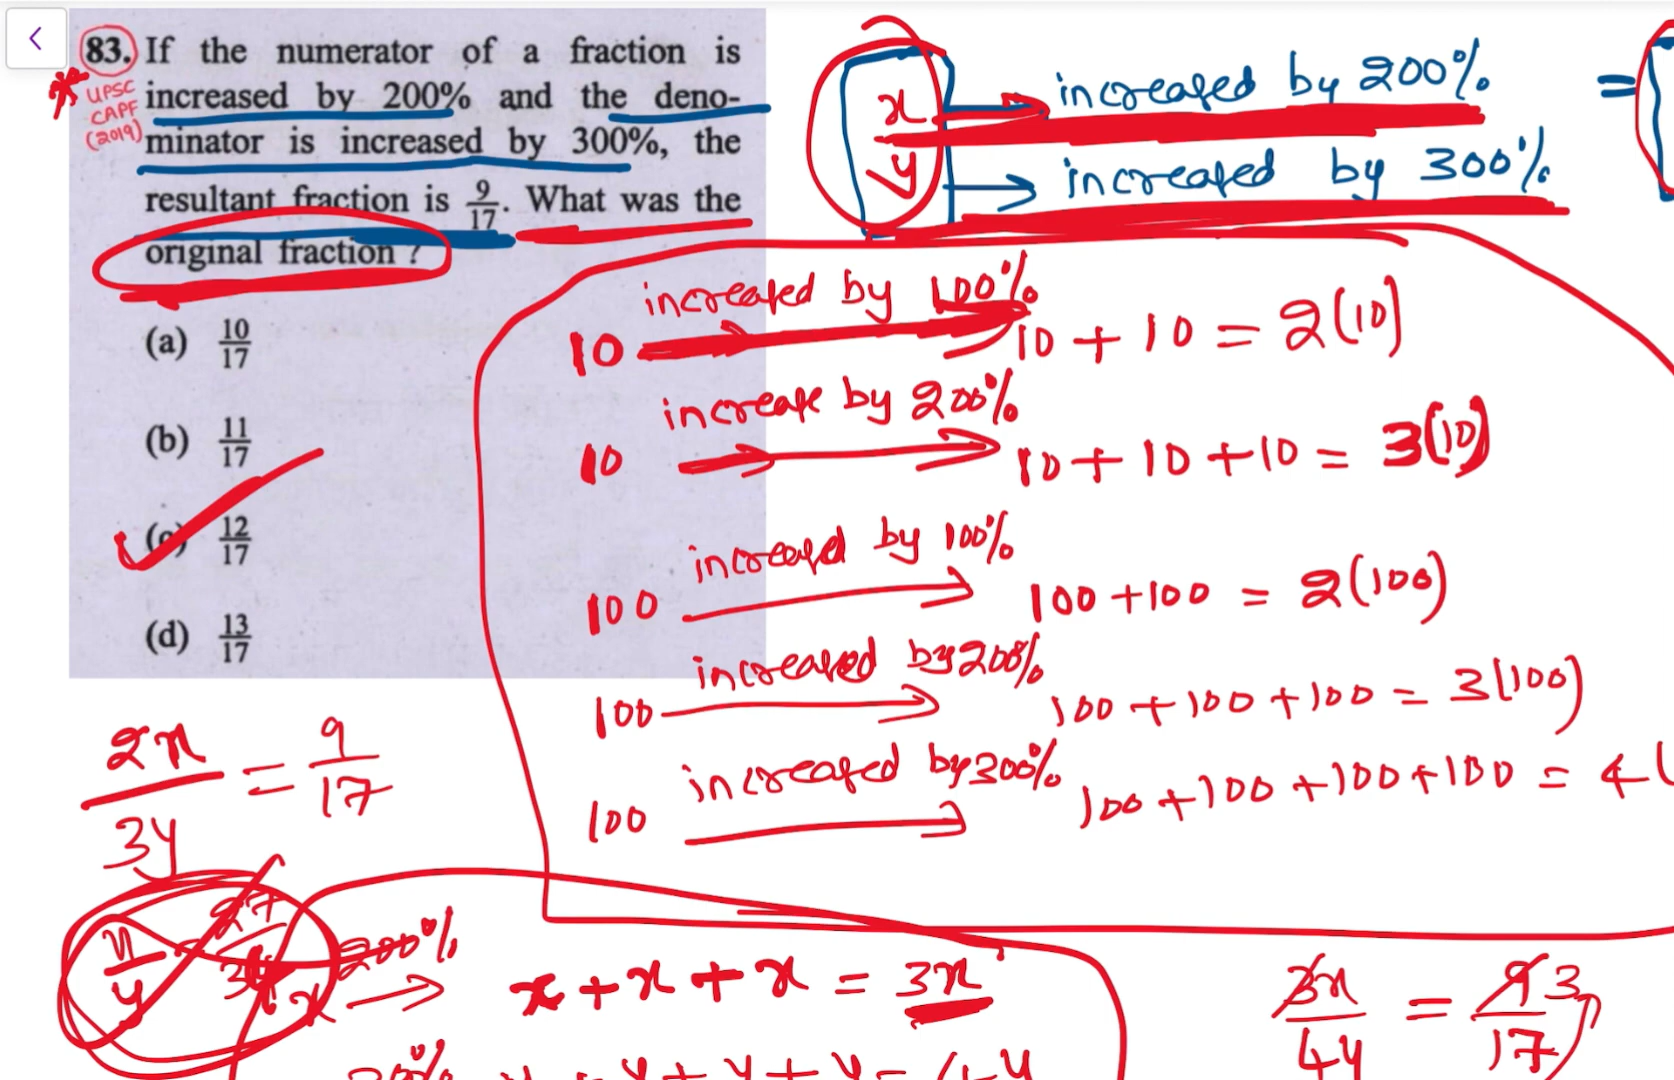 83. If the numerator of a fraction is
increased by 200% and the deno-
minator is increased by 300%, the
resultant fraction is 9/17. What was the
original fraction ?
UPSC
CAPF
(2019)
(a) 10/17
(b) 11/17
(c) 12/17
(d) 13/17
x → increased by 200% =
y → increased by 300%
increased by 100%
10 → 10 + 10 = 2(10)
increase by 200%
10 → 10 + 10 + 10 = 3(10)
increased by 100%
100 → 100 + 100 = 2(100)
increased by 200%
100 → 100 + 100 + 100 = 3(100)
increased by 300%
100 → 100 + 100 + 100 + 100 = 4(
2x/3y = 9/17
x/y
27
200%
x → x + x + x = 3x
3x/4y = 9 3/17